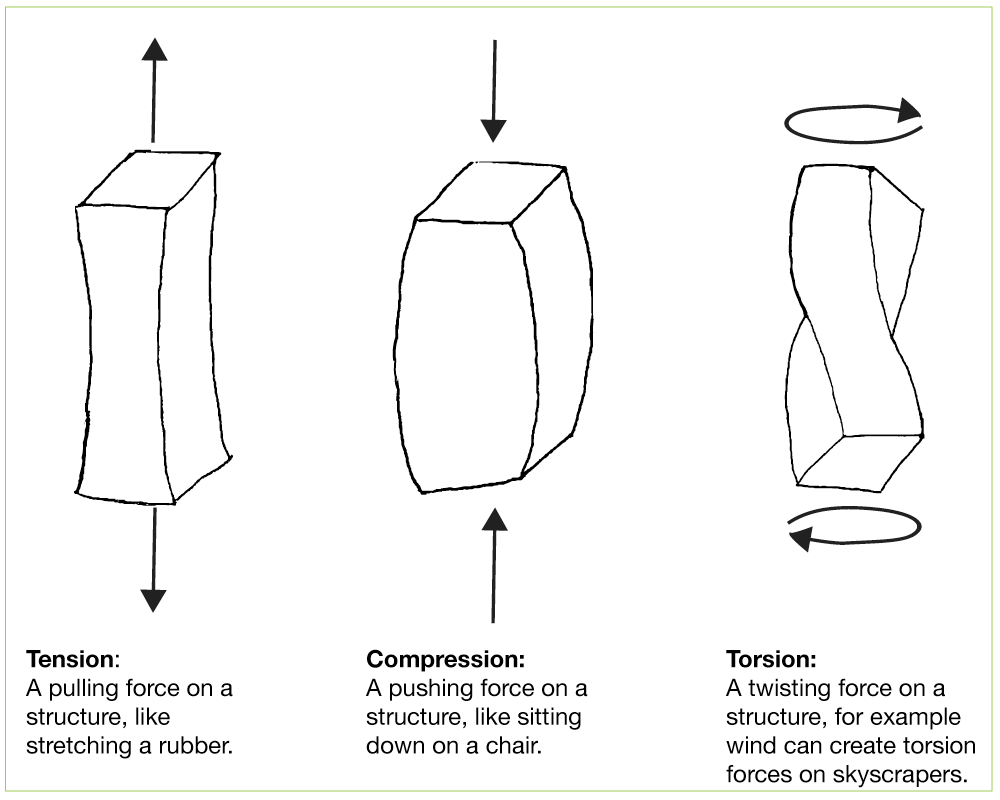 Tension:
A pulling force on a
structure, like
stretching a rubber.
Compression:
A pushing force on a
structure, like sitting
down on a chair.
Torsion:
A twisting force on a
structure, for example
wind can create torsion
forces on skyscrapers.